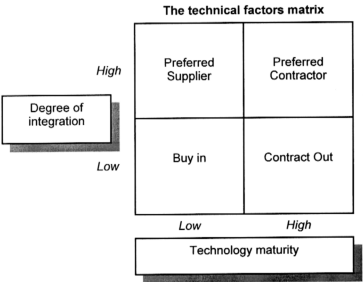 The technical factors matrix
High
Preferred
Supplier
Preferred
Contractor
Degree of
integration
Low
Buy in
Contract Out
Low
High
Technology maturity